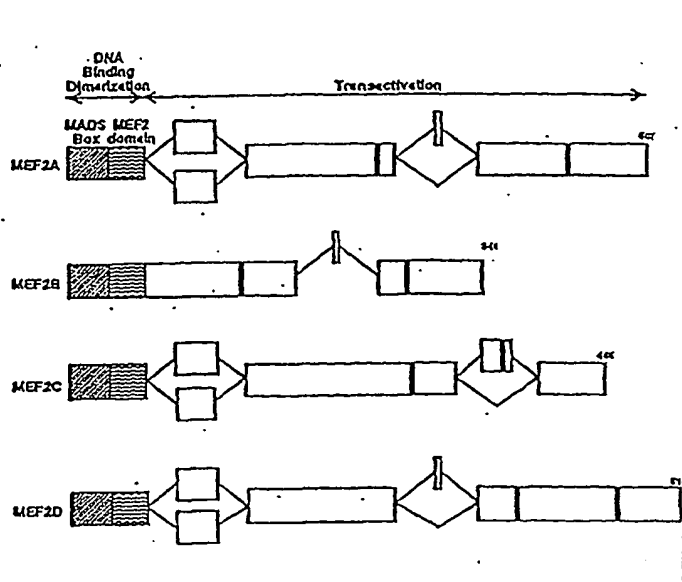 DNA
Binding
Dimerization
Transactivation
MADS MEF2
Box domain
MEF2A
MEF2B
MEF2C
MEF2D